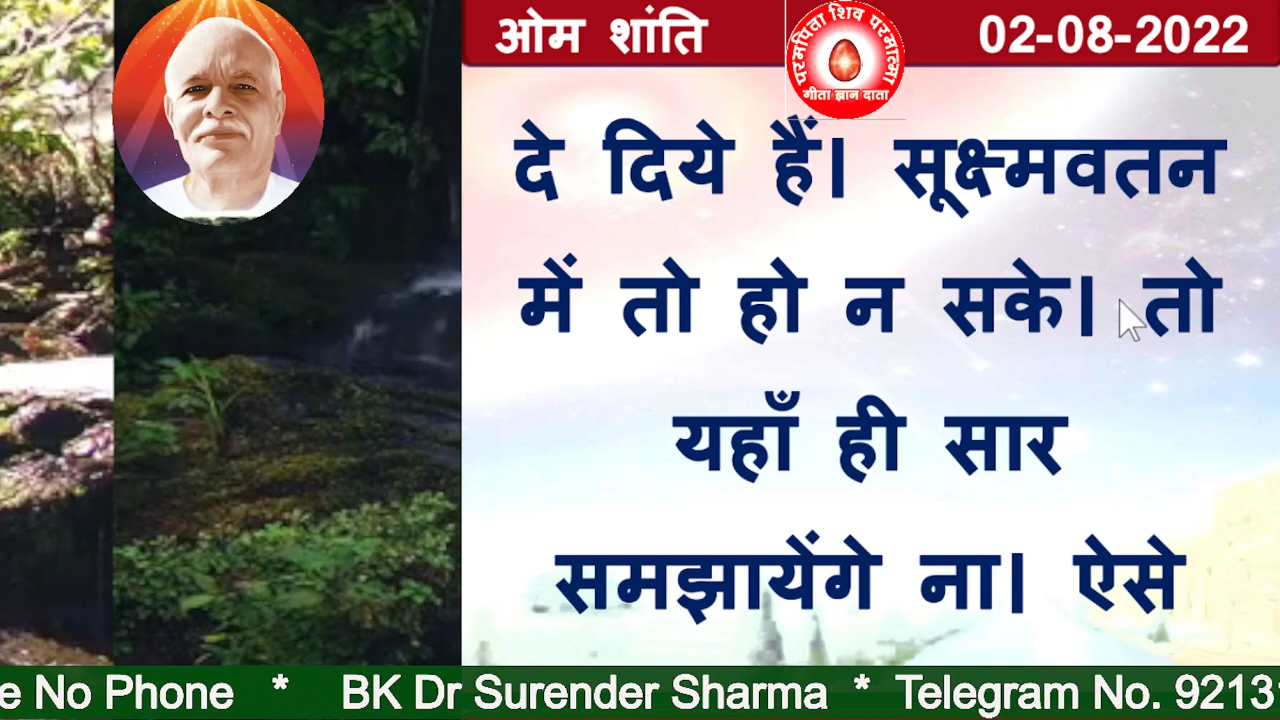 ओम शांति
परमपिता शिव परमात्मा
गीता ज्ञान दाता
02-08-2022
दे दिये हैं। सूक्ष्मवतन
में तो हो न सके। तो
यहाँ ही सार
समझायेंगे ना। ऐसे
e No Phone * BK Dr Surender Sharma * Telegram No. 9213